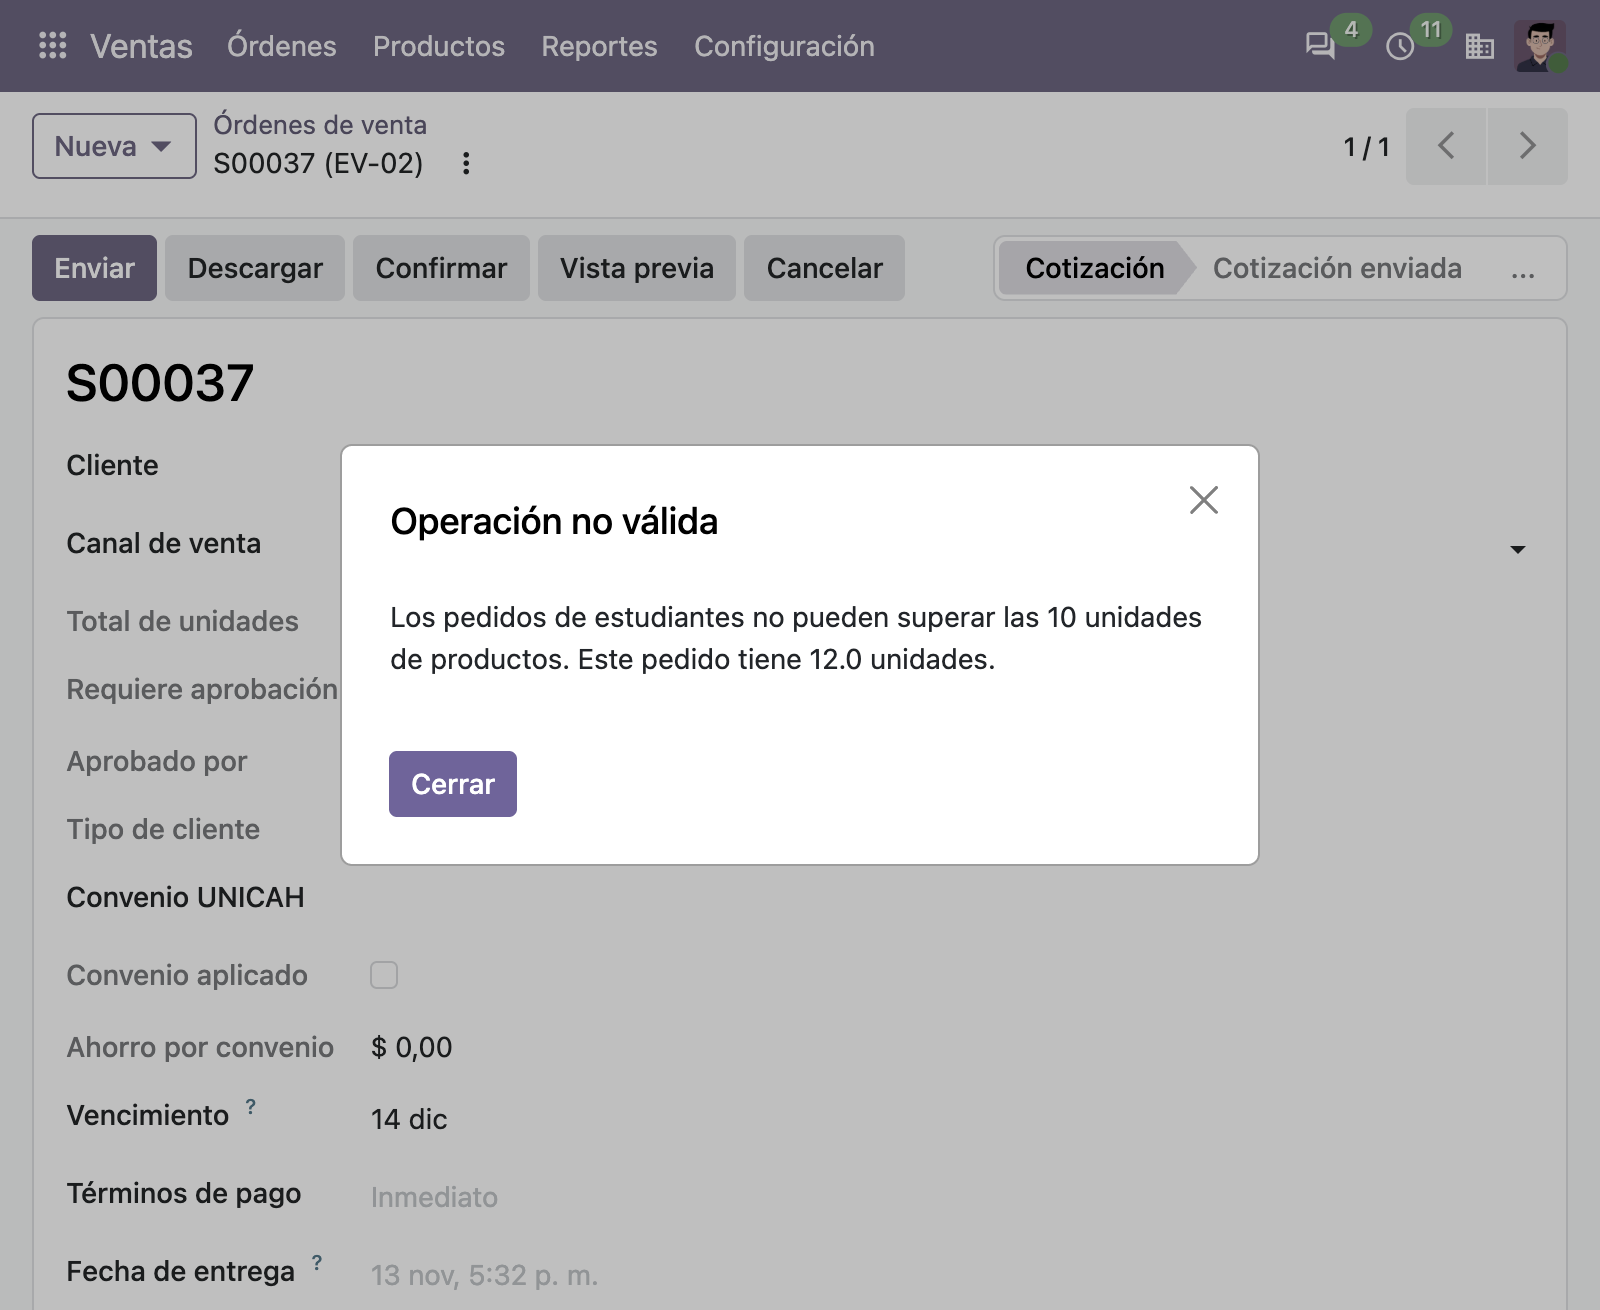 Ventas Órdenes Productos Reportes Configuración 4 11
Nueva
Órdenes de venta
S00037 (EV-02)
1 / 1
Enviar Descargar Confirmar Vista previa Cancelar Cotización Cotización enviada ...
S00037
Cliente
Canal de venta
Total de unidades
Requiere aprobación
Aprobado por
Tipo de cliente
Operación no válida
Los pedidos de estudiantes no pueden superar las 10 unidades
de productos. Este pedido tiene 12.0 unidades.
Cerrar
Convenio UNICAH
Convenio aplicado
Ahorro por convenio $ 0,00
Vencimiento ? 14 dic
Términos de pago Inmediato
Fecha de entrega ? 13 nov, 5:32 p. m.